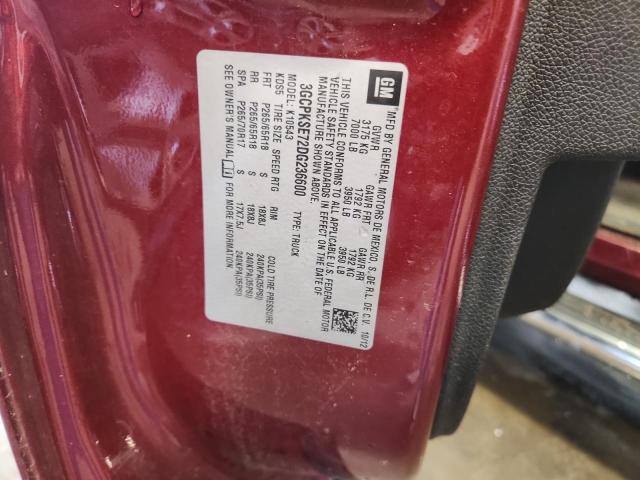 GM
MFD BY GENERAL MOTORS DE MEXICO, S. DE R.L. DE C.V. 10/12
GVWR GAWR FRT GAWR RR
3175 KG 1792 KG 1792 KG
7000 LB 3950 LB 3950 LB
THIS VEHICLE CONFORMS TO ALL APPLICABLE U.S. FEDERAL MOTOR
VEHICLE SAFETY STANDARDS IN EFFECT ON THE DATE OF
MANUFACTURE SHOWN ABOVE.
3GCPKSE72DG236600 TYPE: TRUCK
MODEL: K10543
KDS5 TIRE SIZE SPEED RTG RIM COLD TIRE PRESSURE
FRT P265/65R18 S 18X8J 240KPA(35PSI)
RR P265/65R18 S 18X8J 240KPA(35PSI)
SPA P265/70R17 S 17X7.5J 240KPA(35PSI)
SEE OWNER'S MANUAL FOR MORE INFORMATION.